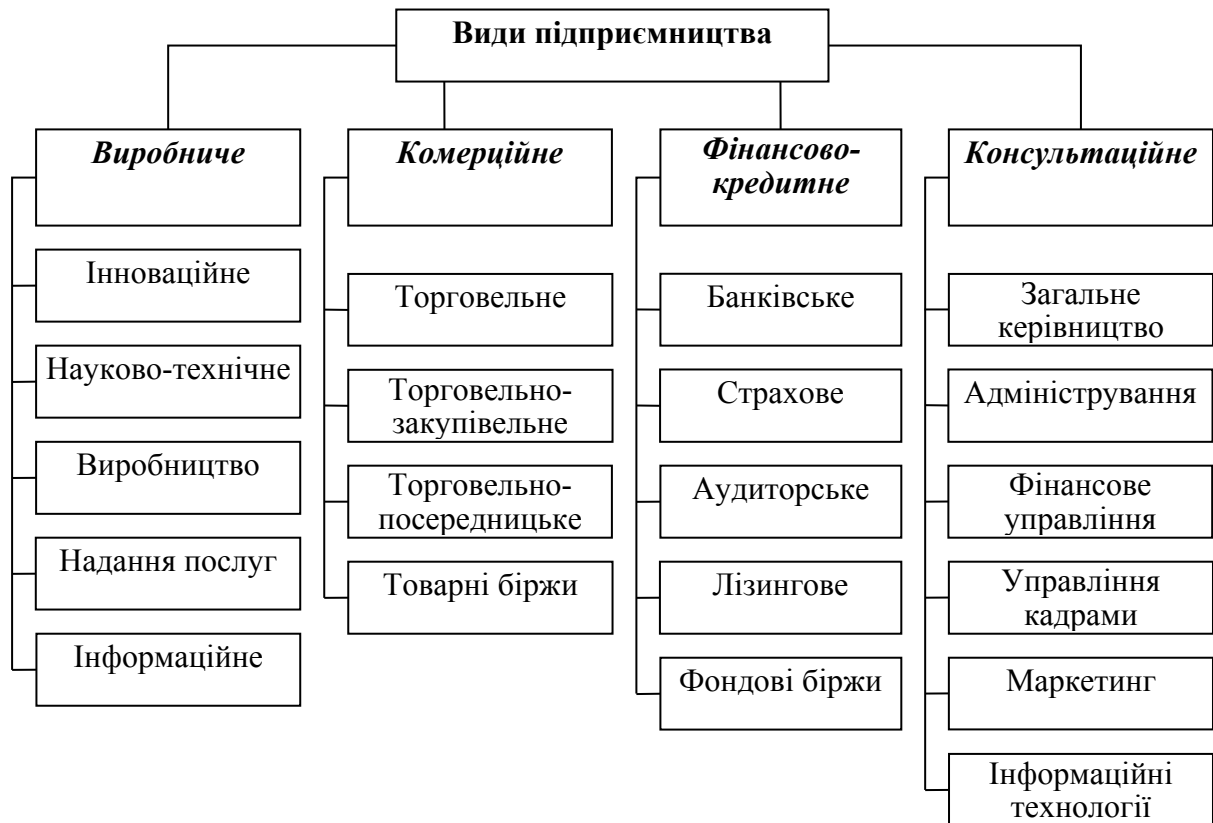 Види підприємництва
Виробниче
Інноваційне
Науково-технічне
Виробництво
Надання послуг
Інформаційне
Комерційне
Торговельне
Торговельно-
закупівельне
Торговельно-
посередницьке
Товарні біржи
Фінансово-
кредитне
Банківське
Страхове
Аудиторське
Лізингове
Фондові біржи
Консультаційне
Загальне
керівництво
Адміністрування
Фінансове
управління
Управління
кадрами
Маркетинг
Інформаційні
технології